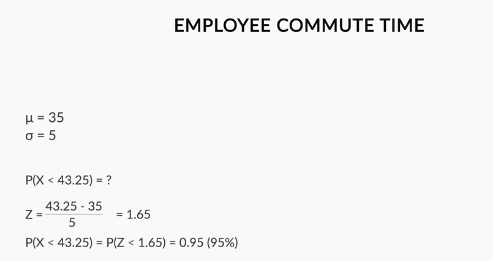 EMPLOYEE COMMUTE TIME
μ = 35
σ = 5
P(X < 43.25) = ?
Z = 43.25 - 35 / 5 = 1.65
P(X < 43.25) = P(Z < 1.65) = 0.95 (95%)